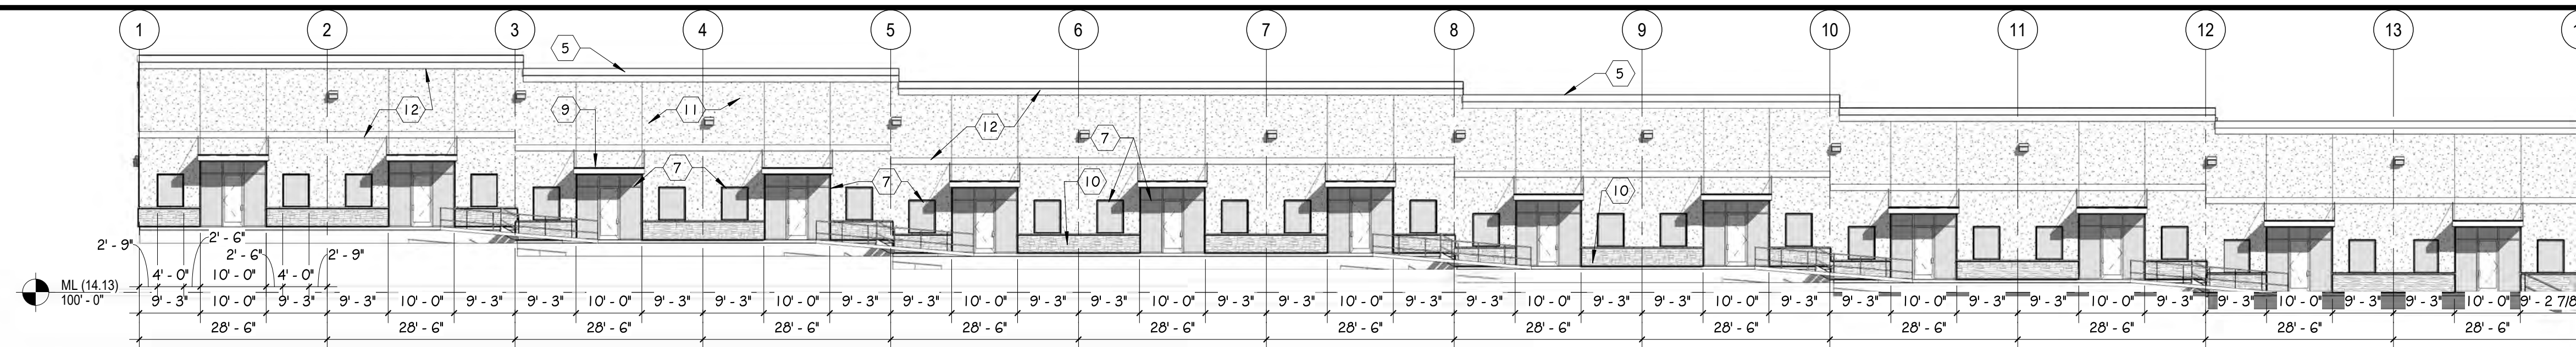 1 2 3 4 5 6 7 8 9 10 11 12 13
5 5
12 9 11 12 7
7 7 10 10
2' - 9" 2' - 6" 2' - 6" 2' - 9"
4' - 0" 10' - 0" 4' - 0"
ML (14.13)
100' - 0"
9' - 3" 10' - 0" 9' - 3" 9' - 3" 10' - 0" 9' - 3" 9' - 3" 10' - 0" 9' - 3" 9' - 3" 10' - 0" 9' - 3" 9' - 3" 10' - 0" 9' - 3" 9' - 3" 10' - 0" 9' - 3" 9' - 3" 10' - 0" 9' - 3" 9' - 3" 10' - 0" 9' - 3" 9' - 3" 10' - 0" 9' - 3" 9' - 3" 10' - 0" 9' - 3" 9' - 3" 10' - 0" 9' - 3" 9' - 3" 10' - 0" 9' - 3" 9' - 3" 10' - 0" 9' - 2 7/8
28' - 6" 28' - 6" 28' - 6" 28' - 6" 28' - 6" 28' - 6" 28' - 6" 28' - 6" 28' - 6" 28' - 6" 28' - 6" 28' - 6" 28' - 6"